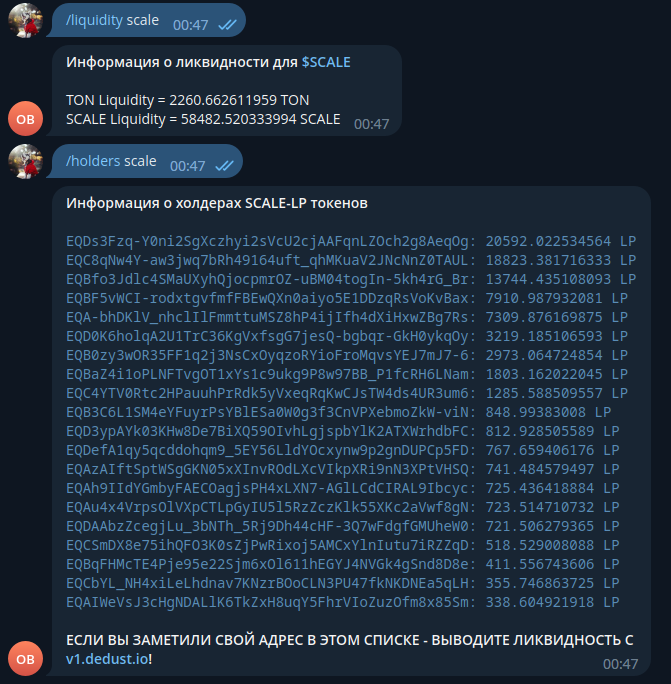 /liquidity scale 00:47
Информация о ликвидности для $SCALE
TON Liquidity = 2260.662611959 TON
SCALE Liquidity = 58482.520333994 SCALE 00:47
ОВ
/holders scale 00:47
Информация о холдерах SCALE-LP токенов
EQDs3Fzq-Y0ni2SgXczhyi2sVcU2cjAAFqnLZOch2g8AeqOg: 20592.022534564 LP
EQC8qNw4Y-aw3jwq7bRh49164uft_qhMKuaV2JNcNnZ0TAUL: 18823.381716333 LP
EQBfo3Jdlc4SMaUXyhQjocpmrOZ-uBM04togIn-5kh4rG_Br: 13744.435108093 LP
EQBF5vWCI-rodxtgvfmfFBEwQXn0aiyo5E1DDzqRsVoKvBax: 7910.987932081 LP
EQA-bhDKlV_nhclIlFmmttuMSZ8hP4ijIfh4dXiHxwZBg7Rs: 7309.876169875 LP
EQD0K6holqA2U1TrC36KgVxfsgG7jesQ-bgbqr-GkH0ykqOy: 3219.185106593 LP
EQB0zy3wOR35FF1q2j3NsCxOyqzoRYioFroMqvsYEJ7mJ7-6: 2973.064724854 LP
EQBaZ4i1oPLNFTvgOT1xYs1c9ukg9P8w97BB_P1fcRH6LNam: 1803.162022045 LP
EQC4YTV0Rtc2HPauuhPrRdk5yVxeqRqKwCJsTW4ds4UR3um6: 1285.588509557 LP
EQB3C6L1SM4eYFuyrPsYBlESa0W0g3f3CnVPXebmoZkW-viN: 848.99383008 LP
EQD3ypAYk03KHw8De7BiXQ59OIvhLgjspbYlK2ATXWrhdbFC: 812.928505589 LP
EQDefA1qy5qcddohqm9_5EY56LldYOcxynw9p2gnDUPCp5FD: 767.659406176 LP
EQAzAIftSptWSgGKN05xXInvROdLXcVIkpXRi9nN3XPtVHSQ: 741.484579497 LP
EQAh9IIdYGmbyFAECOagjsPH4xLXN7-AGlLCdCIRAL9Ibcyc: 725.436418884 LP
EQAu4x4VrpsOlVXpCTLpGyIU5l5RzZczKlk55XKc2aVwf8gN: 723.514710732 LP
EQDAAbzZcegjLu_3bNTh_5Rj9Dh44cHF-3Q7wFdgfGMUheW0: 721.506279365 LP
EQCSmDX8e75ihQFO3K0sZjPwRixoj5AMCxYlnIutu7iRZZqD: 518.529008088 LP
EQBqFHMcTE4Pje95e22Sjm6xOl611hEGYJ4NVGk4gSnd8D8e: 411.556743606 LP
EQCbYL_NH4xiLeLhdnav7KNzrBOoCLN3PU47fkNKDNEa5qLH: 355.746863725 LP
EQAIWeVsJ3cHgNDALlK6TkZxH8uqY5FhrVIoZuzOfm8x85Sm: 338.604921918 LP
ЕСЛИ ВЫ ЗАМЕТИЛИ СВОЙ АДРЕС В ЭТОМ СПИСКЕ - ВЫВОДИТЕ ЛИКВИДНОСТЬ С
v1.dedust.io! 00:47
ОВ